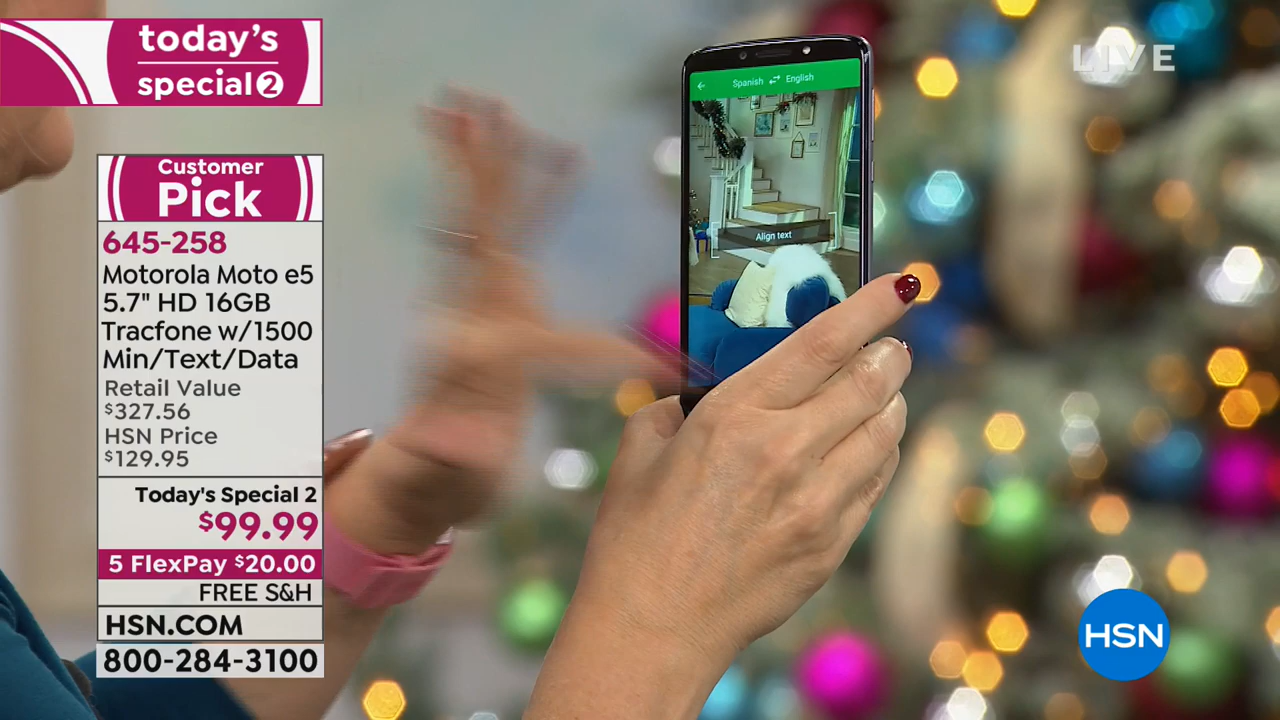 today's
special2
Customer
Pick
645-258
Motorola Moto e5
5.7" HD 16GB
Tracfone w/1500
Min/Text/Data
Retail Value
$327.56
HSN Price
$129.95
Today's Special 2
$99.99
5 FlexPay $20.00
FREE S&H
HSN.COM
800-284-3100
Spanish English
Align text
LIVE
HSN